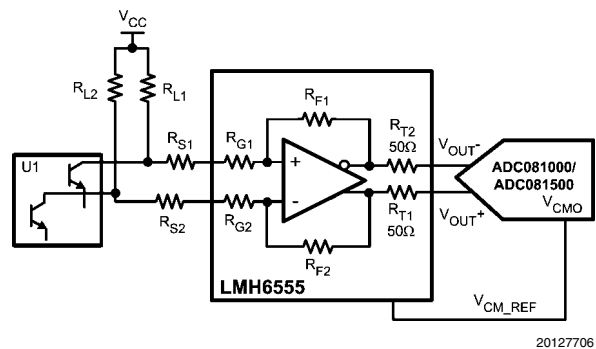 VCC
RL2
RL1
U1
RS1
RG1
RF1
RT2
50Ω
VOUT-
ADC081000/
ADC081500
VCMO
+
-
RS2
RG2
RF2
RT1
50Ω
VOUT+
LMH6555
VCM_REF
20127706